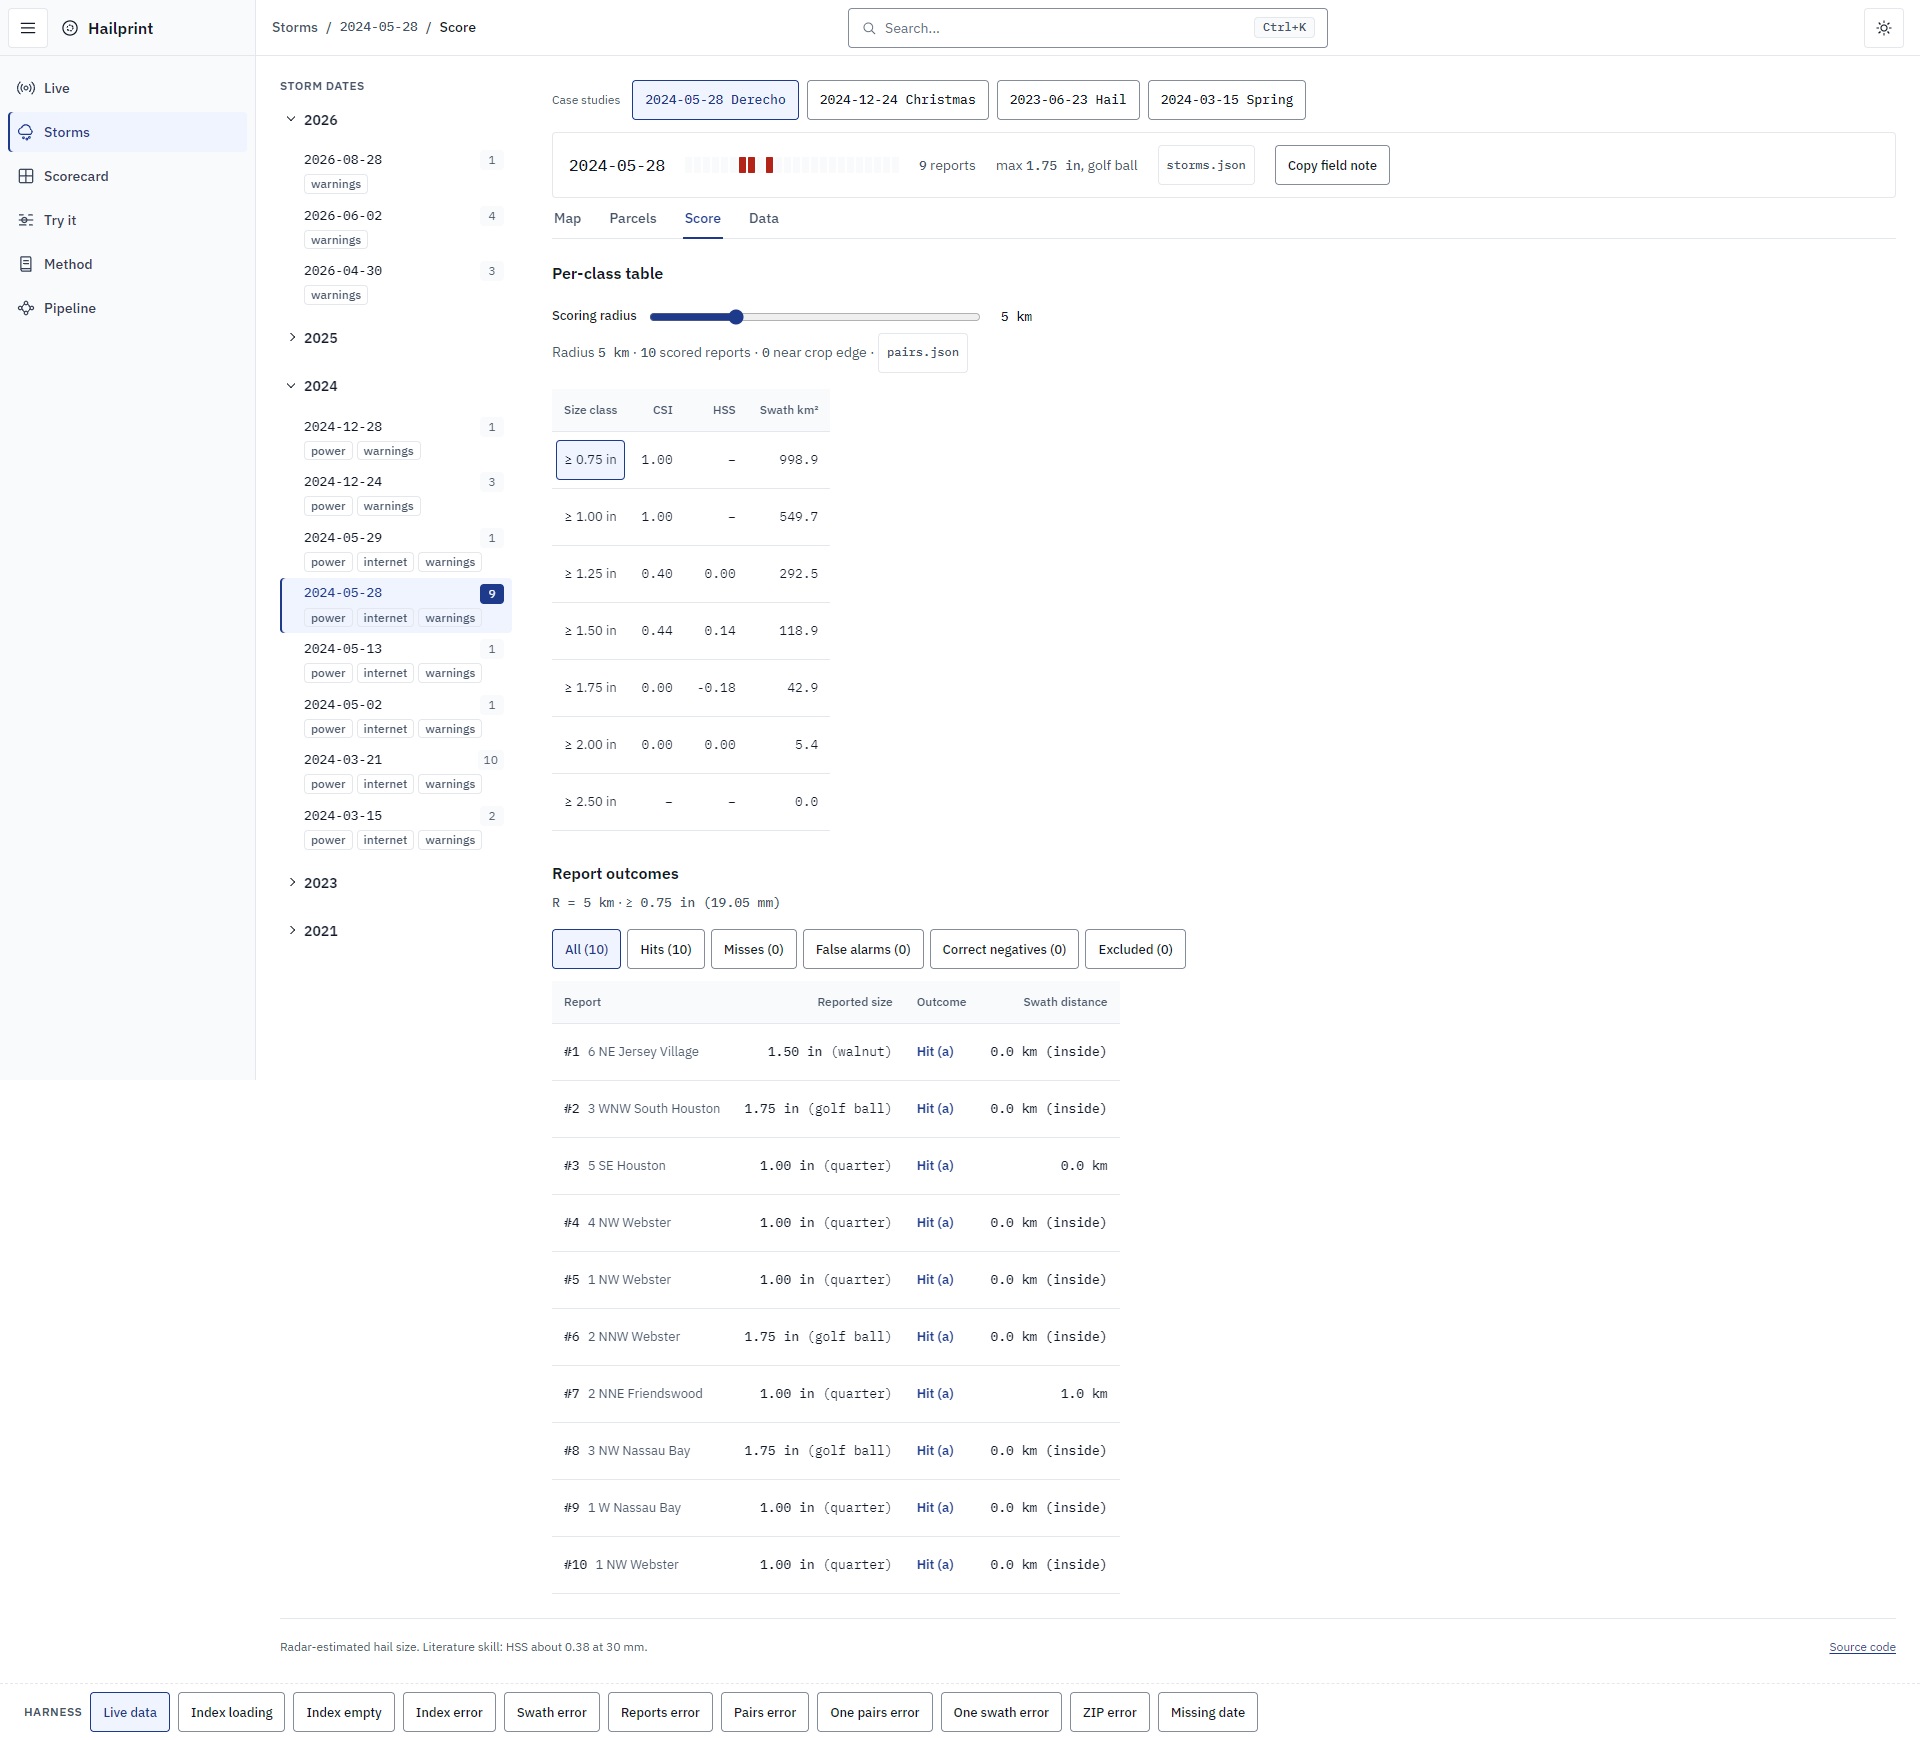 Hailprint
Storms / 2024-05-28 / Score
Search... Ctrl+K
Live
Storms
Scorecard
Try it
Method
Pipeline
STORM DATES
2026
2026-08-28 1
warnings
2026-06-02 4
warnings
2026-04-30 3
warnings
2025
2024
2024-12-28 1
power warnings
2024-12-24 3
power warnings
2024-05-29 1
power internet warnings
2024-05-28 9
power internet warnings
2024-05-13 1
power internet warnings
2024-05-02 1
power internet warnings
2024-03-21 10
power internet warnings
2024-03-15 2
power internet warnings
2023
2021
Case studies 2024-05-28 Derecho 2024-12-24 Christmas 2023-06-23 Hail 2024-03-15 Spring
2024-05-28 9 reports max 1.75 in, golf ball storms.json Copy field note
Map Parcels Score Data
Per-class table
Scoring radius 5 km
Radius 5 km · 10 scored reports · 0 near crop edge · pairs.json
Size class CSI HSS Swath km²
≥ 0.75 in 1.00 – 998.9
≥ 1.00 in 1.00 – 549.7
≥ 1.25 in 0.40 0.00 292.5
≥ 1.50 in 0.44 0.14 118.9
≥ 1.75 in 0.00 -0.18 42.9
≥ 2.00 in 0.00 0.00 5.4
≥ 2.50 in – – 0.0
Report outcomes
R = 5 km · ≥ 0.75 in (19.05 mm)
All (10) Hits (10) Misses (0) False alarms (0) Correct negatives (0) Excluded (0)
Report Reported size Outcome Swath distance
#1 6 NE Jersey Village 1.50 in (walnut) Hit (a) 0.0 km (inside)
#2 3 WNW South Houston 1.75 in (golf ball) Hit (a) 0.0 km (inside)
#3 5 SE Houston 1.00 in (quarter) Hit (a) 0.0 km
#4 4 NW Webster 1.00 in (quarter) Hit (a) 0.0 km (inside)
#5 1 NW Webster 1.00 in (quarter) Hit (a) 0.0 km (inside)
#6 2 NNW Webster 1.75 in (golf ball) Hit (a) 0.0 km (inside)
#7 2 NNE Friendswood 1.00 in (quarter) Hit (a) 1.0 km
#8 3 NW Nassau Bay 1.75 in (golf ball) Hit (a) 0.0 km (inside)
#9 1 W Nassau Bay 1.00 in (quarter) Hit (a) 0.0 km (inside)
#10 1 NW Webster 1.00 in (quarter) Hit (a) 0.0 km (inside)
Radar-estimated hail size. Literature skill: HSS about 0.38 at 30 mm. Source code
HARNESS Live data Index loading Index empty Index error Swath error Reports error Pairs error One pairs error One swath error ZIP error Missing date